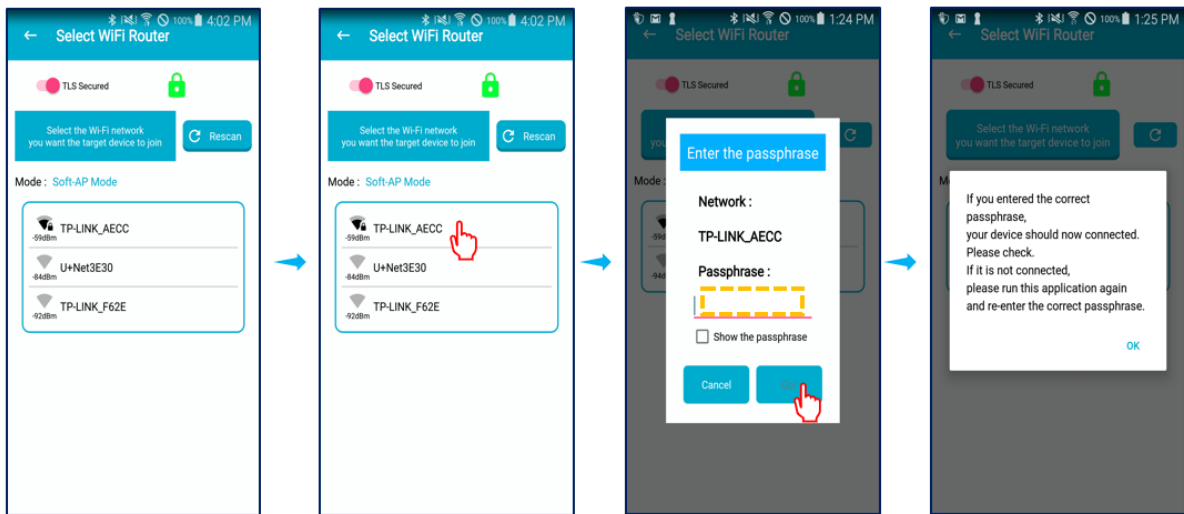 100% 4:02 PM
← Select WiFi Router
TLS Secured
Select the Wi-Fi network
you want the target device to join
Rescan
Mode : Soft-AP Mode
-59dBm TP-LINK_AECC
-84dBm U+Net3E30
-92dBm TP-LINK_F62E
100% 4:02 PM
← Select WiFi Router
TLS Secured
Select the Wi-Fi network
you want the target device to join
Rescan
Mode : Soft-AP Mode
-59dBm TP-LINK_AECC
-84dBm U+Net3E30
-92dBm TP-LINK_F62E
100% 1:24 PM
← Select WiFi Router
TLS Secured
you
Mode :
-59d
-94d
Enter the passphrase
Network :
TP-LINK_AECC
Passphrase :
Show the passphrase
Cancel
100% 1:25 PM
← Select WiFi Router
TLS Secured
Select the Wi-Fi network
you want the target device to join
M
If you entered the correct
passphrase,
your device should now connected.
Please check.
If it is not connected,
please run this application again
and re-enter the correct passphrase.
OK